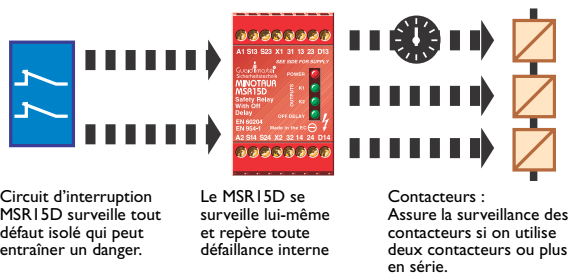 A1 S13 S23 X1 31 13 23 D13
SEE SIDE FOR SUPPLY
Guardmaster
Sicherheitstechnik
POWER
MINOTAUR
MSR15D
Safety Relay
With Off
Delay
OUTPUTS
K1
K2
OFF DELAY
EN 60204
EN 954-1
Made in the EC
A2 S14 S24 X2 32 14 24 D14
Circuit d’interruption
MSR15D surveille tout
défaut isolé qui peut
entraîner un danger.
Le MSR15D se
surveille lui-même
et repère toute
défaillance interne
Contacteurs :
Assure la surveillance des
contacteurs si on utilise
deux contacteurs ou plus
en série.